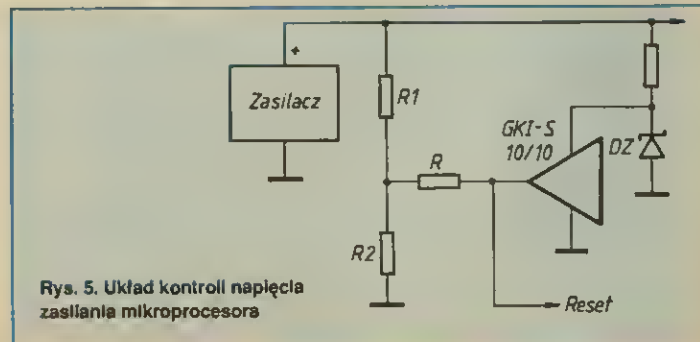 +
Zasilacz
R1
R
R2
GKI-S
10/10
DZ
Reset
Rys. 5. Układ kontroli napięcia
zasilania mikroprocesora